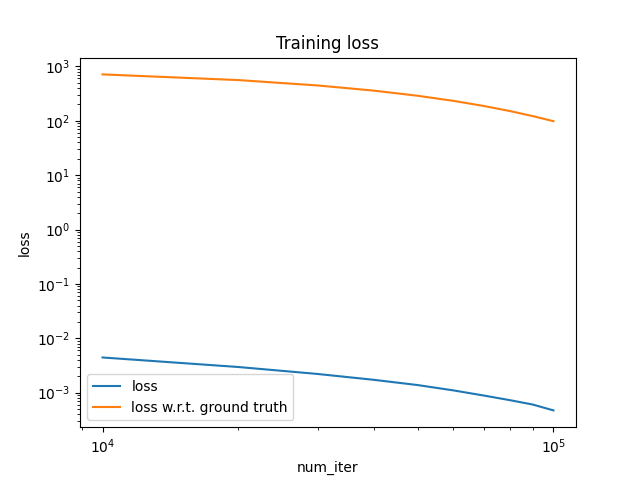 Training loss
10³
10²
10¹
10⁰
10⁻¹
10⁻²
10⁻³
loss
loss
loss w.r.t. ground truth
10⁴
10⁵
num_iter